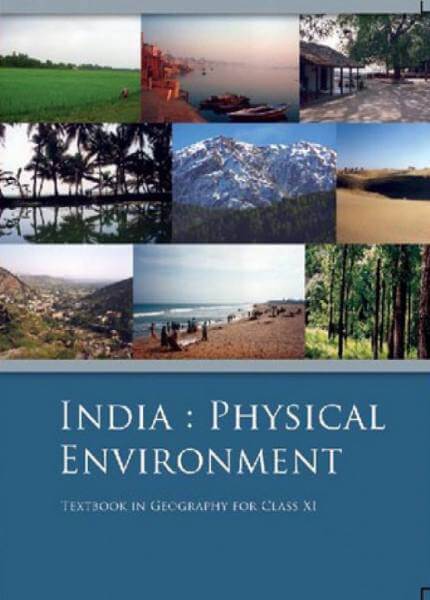 INDIA : PHYSICAL
ENVIRONMENT
TEXTBOOK IN GEOGRAPHY FOR CLASS XI